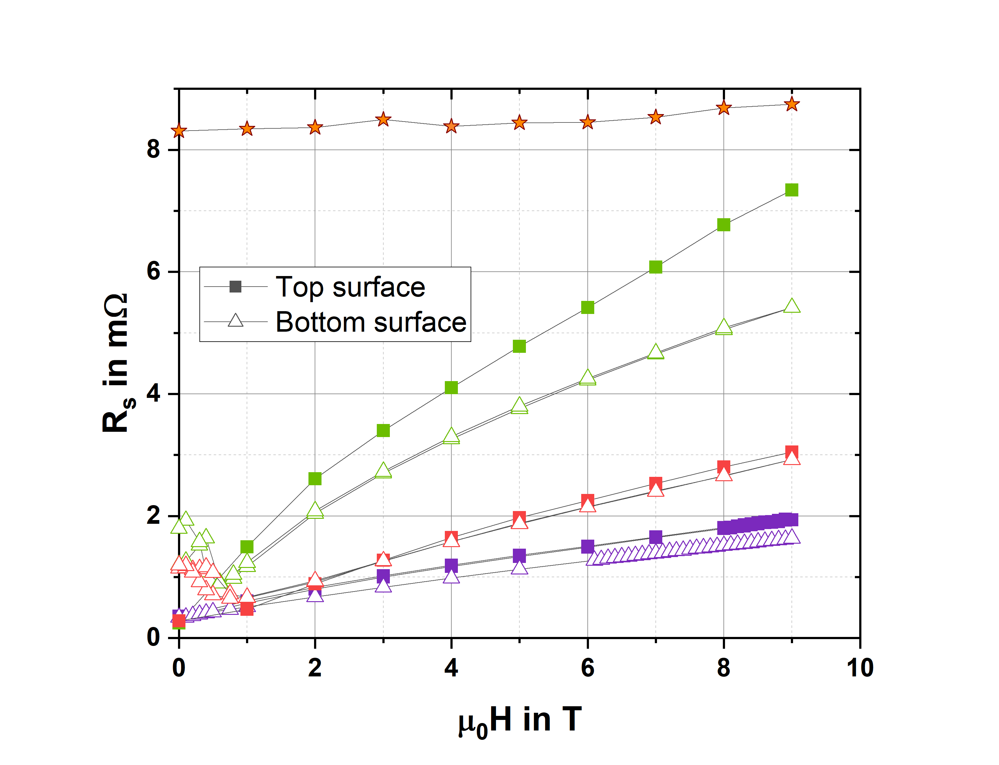 8
6
4
2
0
Rs in mΩ
Top surface
Bottom surface
0 2 4 6 8 10
μ0H in T